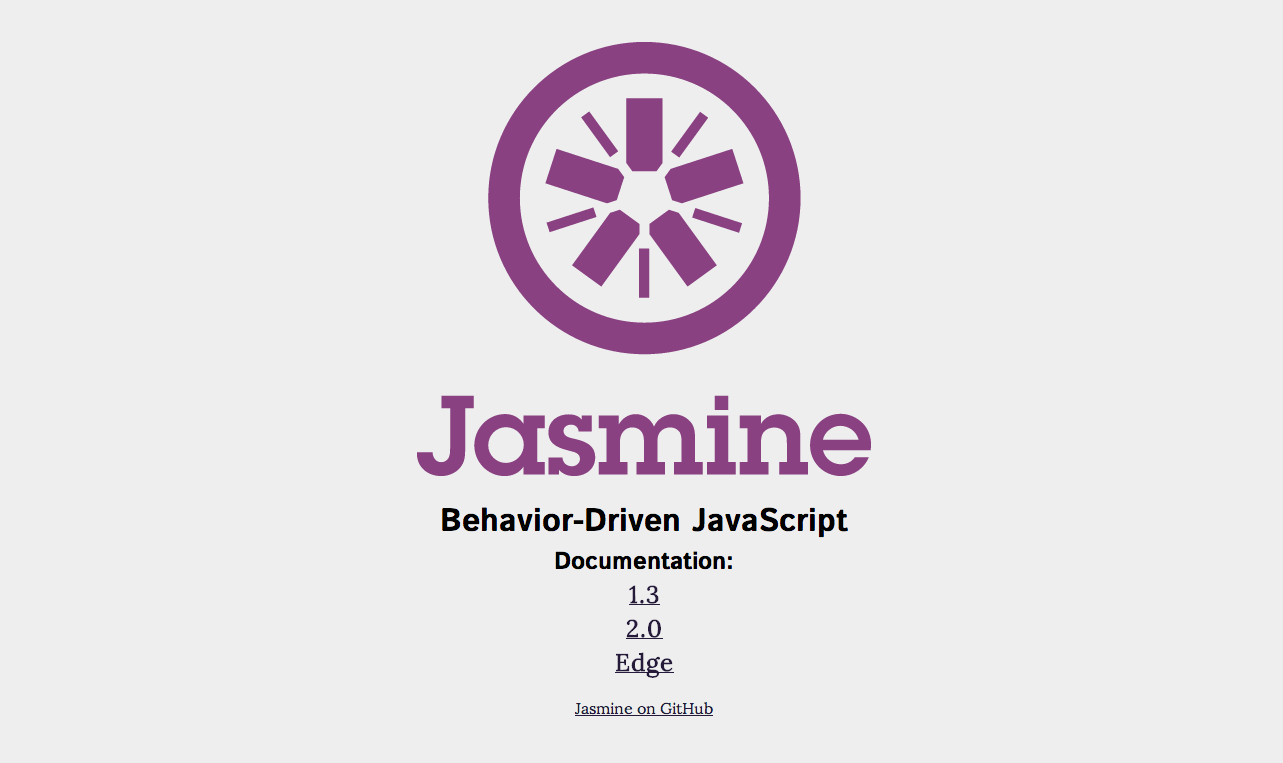 Jasmine
Behavior-Driven JavaScript
Documentation:
1.3
2.0
Edge
Jasmine on GitHub